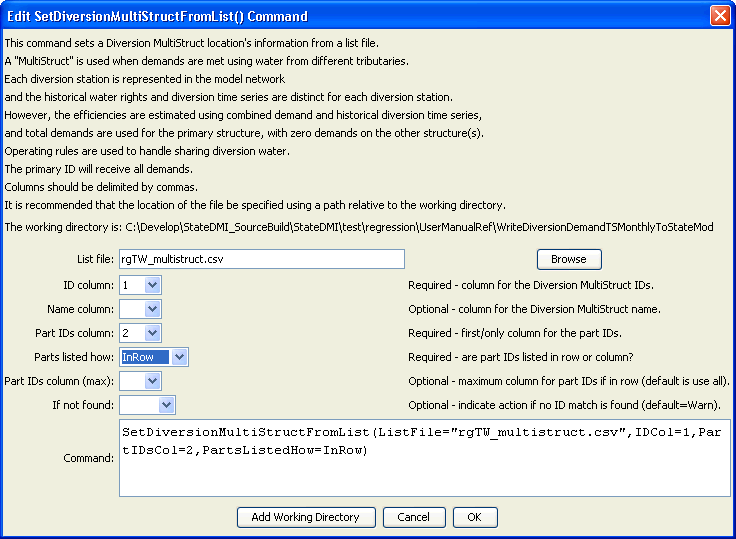 Edit SetDiversionMultiStructFromList() Command
This command sets a Diversion MultiStruct location's information from a list file.
A "MultiStruct" is used when demands are met using water from different tributaries.
Each diversion station is represented in the model network
and the historical water rights and diversion time series are distinct for each diversion station.
However, the efficiencies are estimated using combined demand and historical diversion time series,
and total demands are used for the primary structure, with zero demands on the other structure(s).
Operating rules are used to handle sharing diversion water.
The primary ID will receive all demands.
Columns should be delimited by commas.
It is recommended that the location of the file be specified using a path relative to the working directory.
The working directory is: C:\Develop\StateDMI_SourceBuild\StateDMI\test\regression\UserManualRef\WriteDiversionDemandTSMonthlyToStateMod
List file: rgTW_multistruct.csv Browse
ID column: 1 Required - column for the Diversion MultiStruct IDs.
Name column: Optional - column for the Diversion MultiStruct name.
Part IDs column: 2 Required - first/only column for the part IDs.
Parts listed how: InRow Required - are part IDs listed in row or column?
Part IDs column (max): Optional - maximum column for part IDs if in row (default is use all).
If not found: Optional - indicate action if no ID match is found (default=Warn).
Command: SetDiversionMultiStructFromList(ListFile="rgTW_multistruct.csv",IDCol=1,Par
tIDsCol=2,PartsListedHow=InRow)
Add Working Directory Cancel OK